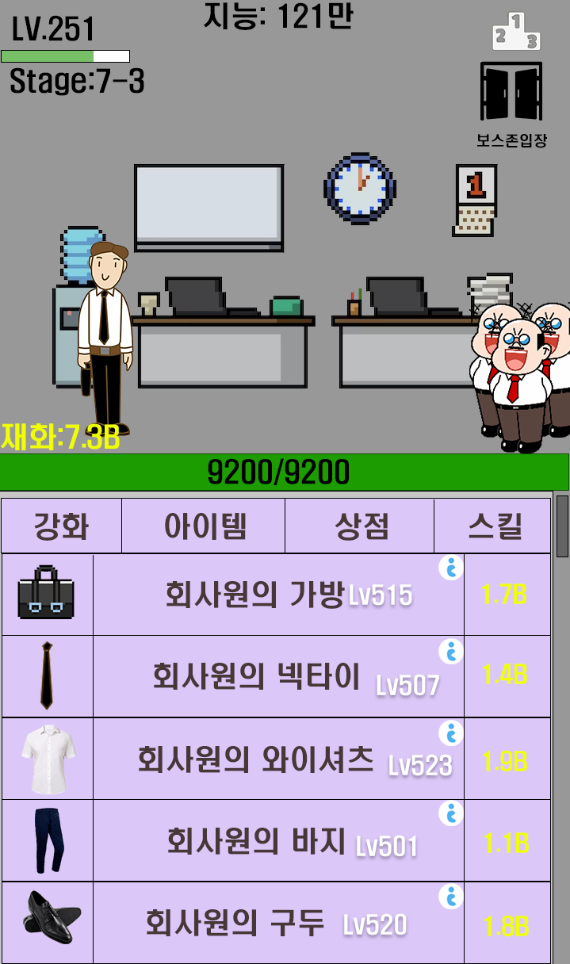 LV.251
지능: 121만
1
2
3
Stage:7-3
보스존입장
1
재화:7.3B
9200/9200
강화
아이템
상점
스킬
회사원의 가방 Lv515
1.7B
회사원의 넥타이 Lv507
1.4B
회사원의 와이셔츠 Lv523
1.9B
회사원의 바지 Lv501
1.1B
회사원의 구두 Lv520
1.8B